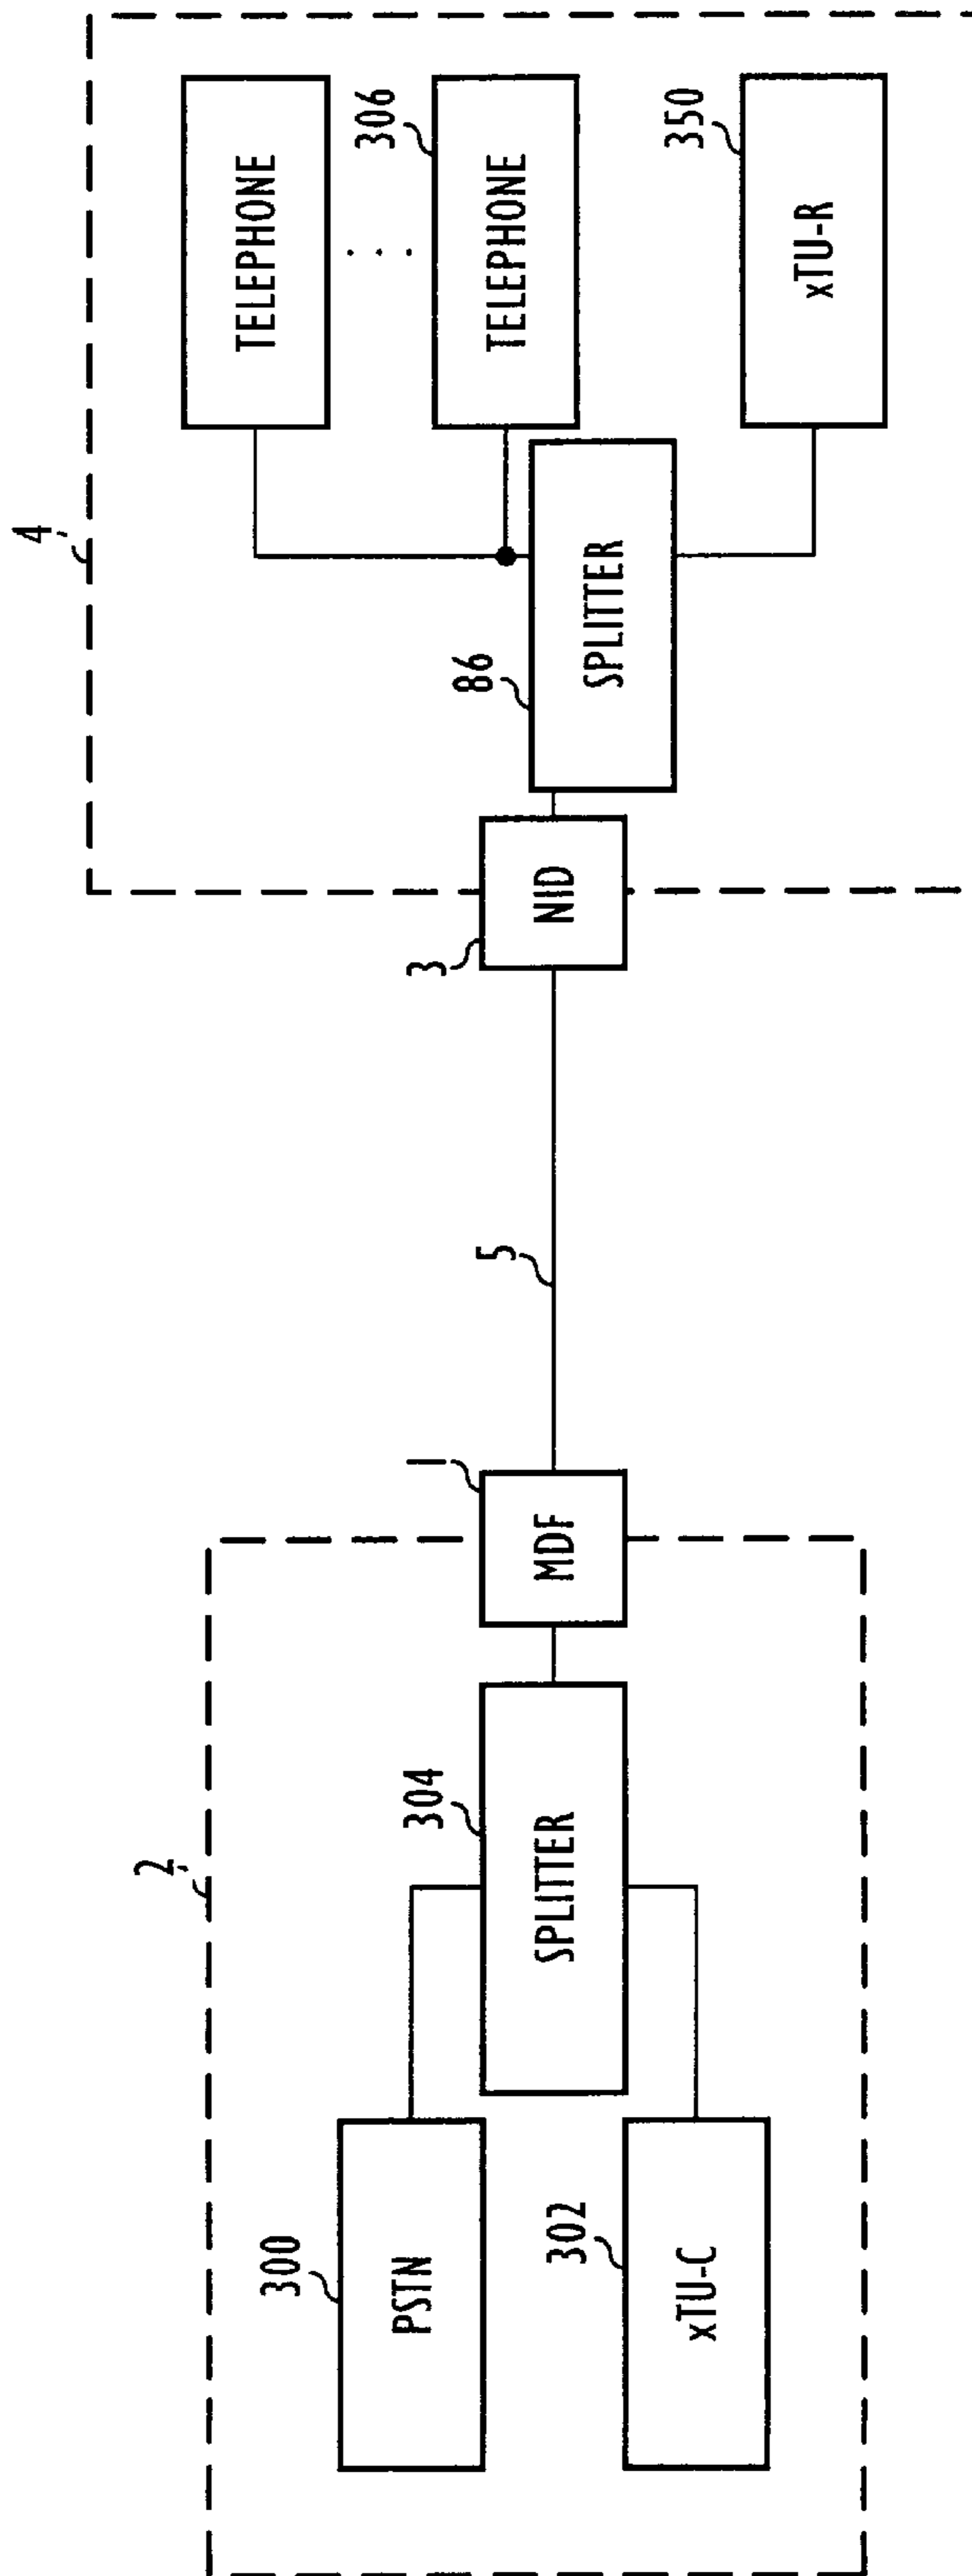 2
300
PSTN
302
xTU-C
304
SPLITTER
1
MDF
5
3
NID
4
86
SPLITTER
TELEPHONE
306
TELEPHONE
350
xTU-R